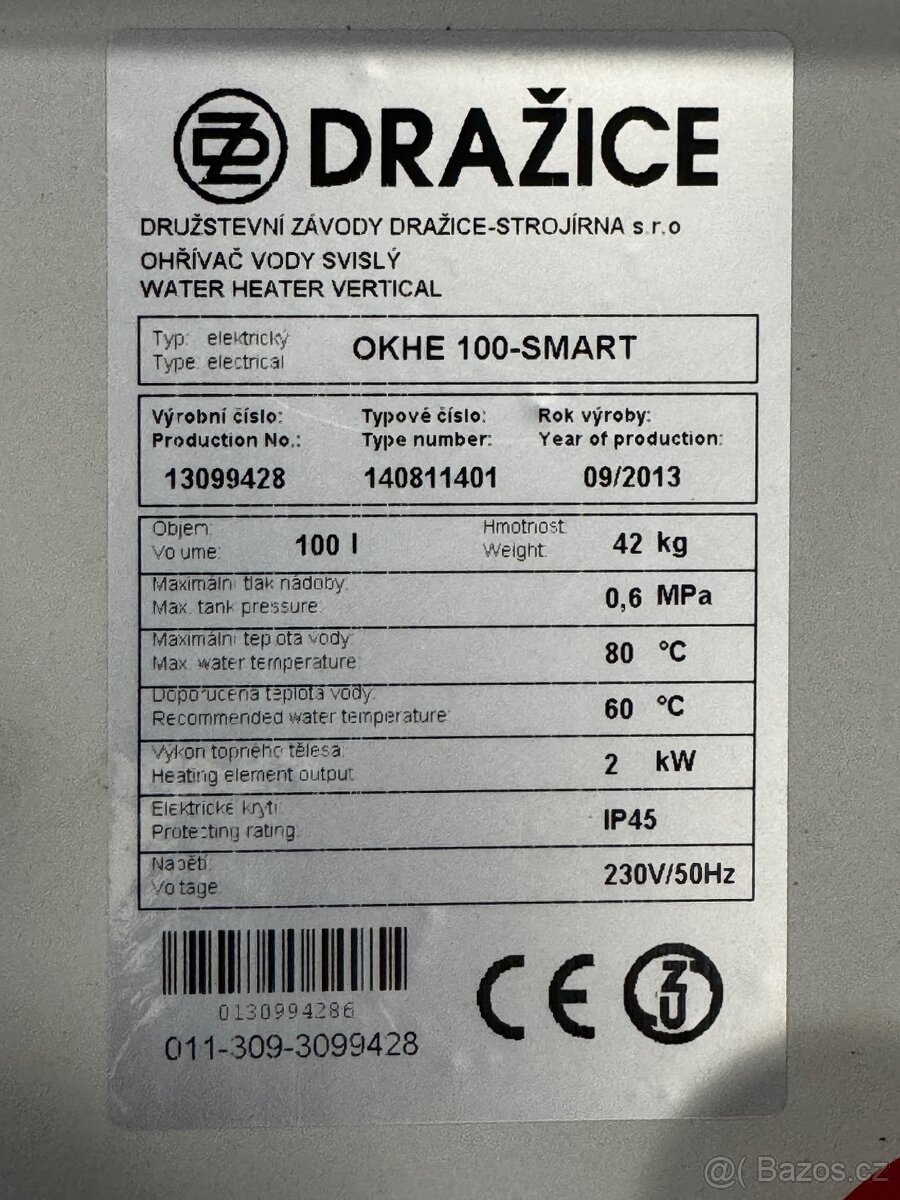 DRAŽICE
DRUŽSTEVNÍ ZÁVODY DRAŽICE-STROJÍRNA s.r.o
OHŘÍVAČ VODY SVISLÝ
WATER HEATER VERTICAL
Typ: elektrický
Type: electrical
OKHE 100-SMART
Výrobní číslo: Typové číslo: Rok výroby:
Production No.: Type number: Year of production:
13099428 140811401 09/2013
Objem: Hmotnost:
Volume: 100 l Weight: 42 kg
Maximální tlak nádoby:
Max. tank pressure: 0,6 MPa
Maximální teplota vody:
Max. water temperature: 80 °C
Doporučená teplota vody:
Recommended water temperature: 60 °C
Výkon topného tělesa:
Heating element output: 2 kW
Elektrické krytí:
Protecting rating: IP45
Napětí:
Voltage: 230V/50Hz
0130994286
011-309-3099428
CE
@( Bazos.cz